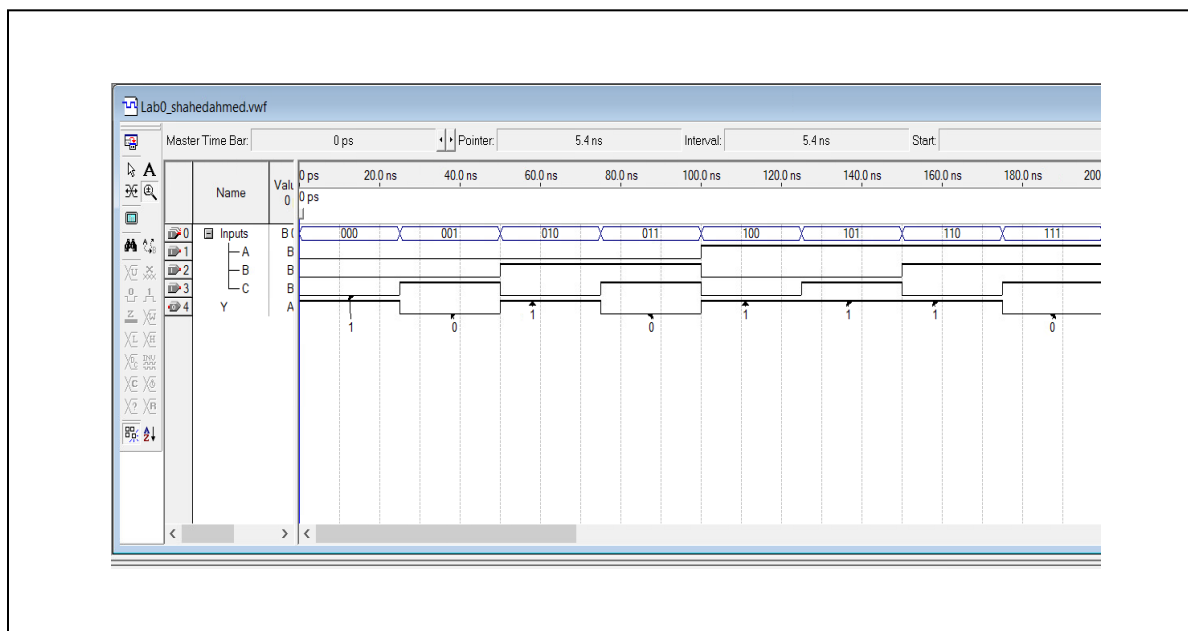 Lab0_shahedahmed.vwf
Master Time Bar: 0 ps Pointer: 5.4 ns Interval: 5.4 ns Start:
A
Name Valu 0
0 ps 20.0 ns 40.0 ns 60.0 ns 80.0 ns 100.0 ns 120.0 ns 140.0 ns 160.0 ns 180.0 ns 200
0 ps
0 Inputs B ( 000 001 010 011 100 101 110 111
1 A B
2 B B
3 C B
4 Y A
1 0 1 0 1 1 1 0